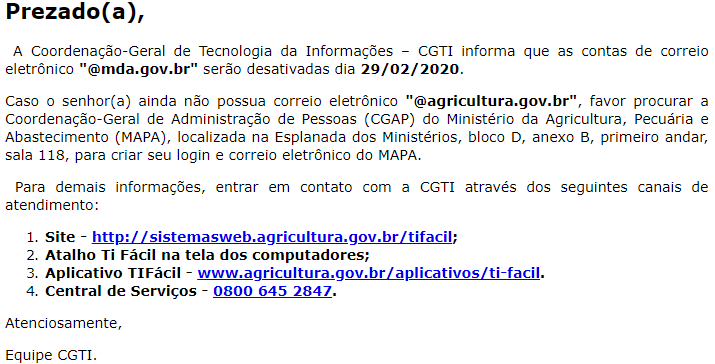 Prezado(a),
A Coordenação-Geral de Tecnologia da Informações – CGTI informa que as contas de correio
eletrônico "@mda.gov.br" serão desativadas dia 29/02/2020.
Caso o senhor(a) ainda não possua correio eletrônico "@agricultura.gov.br", favor procurar a
Coordenação-Geral de Administração de Pessoas (CGAP) do Ministério da Agricultura, Pecuária e
Abastecimento (MAPA), localizada na Esplanada dos Ministérios, bloco D, anexo B, primeiro andar,
sala 118, para criar seu login e correio eletrônico do MAPA.
Para demais informações, entrar em contato com a CGTI através dos seguintes canais de
atendimento:
1. Site - http://sistemasweb.agricultura.gov.br/tifacil;
2. Atalho Ti Fácil na tela dos computadores;
3. Aplicativo TIFácil - www.agricultura.gov.br/aplicativos/ti-facil.
4. Central de Serviços - 0800 645 2847.
Atenciosamente,
Equipe CGTI.